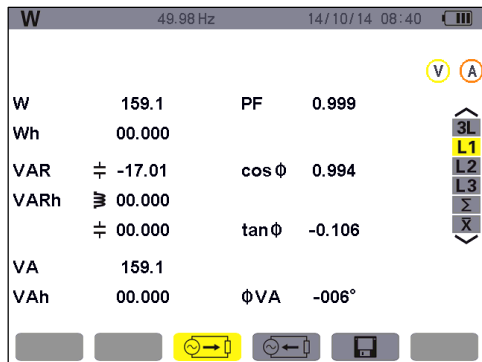 W 49.98 Hz 14/10/14 08:40
V A
W 159.1 PF 0.999
Wh 00.000
VAR -17.01 cos ϕ 0.994
VARh 00.000
00.000 tan ϕ -0.106
VA 159.1
VAh 00.000 ϕVA -006°
3L
L1
L2
L3
Σ
X̄